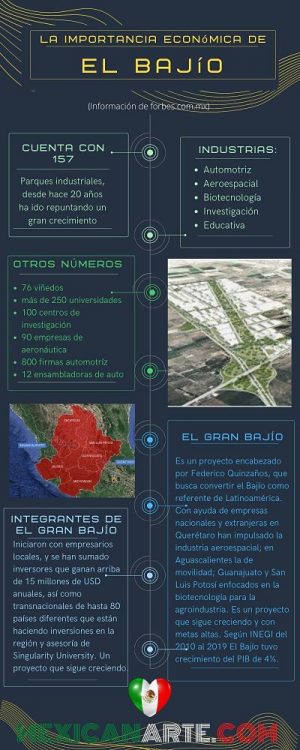 LA IMPORTANCIA ECONÓMICA DE
EL BAJÍO
(Información de forbes.com.mx)
CUENTA CON
157
Parques industriales,
desde hace 20 años
ha ido repuntando un
gran crecimiento
INDUSTRIAS:
• Automotriz
• Aeroespacial
• Biotecnología
• Investigación
• Educativa
OTROS NÚMEROS
• 76 viñedos
• más de 250 universidades
• 100 centros de
investigación
• 90 empresas de
aeronáutica
• 800 firmas automotriz
• 12 ensambladoras de auto
EL GRAN BAJÍO
Es un proyecto encabezado
por Federico Quinzaños, que
busca convertir el Bajío como
referente de Latinoamérica.
Con ayuda de empresas
nacionales y extranjeras en
Querétaro han impulsado la
industria aeroespacial; en
Aguascalientes la de
movilidad; Guanajuato y San
Luis Potosí enfocados en la
biotecnología para la
agroindustria. Es un proyecto
que sigue creciendo y con
metas altas. Según INEGI del
2010 al 2019 El Bajío tuvo
crecimiento del PIB de 4%.
INTEGRANTES DE
EL GRAN BAJÍO
Iniciaron con empresarios
locales, y se han sumado
inversores que ganan arriba
de 15 millones de USD
anuales, así como
transnacionales de hasta 80
países diferentes que están
haciendo inversiones en la
región y asesoría de
Singularity University. Un
proyecto que sigue creciendo.
MEXICANARTE.COM